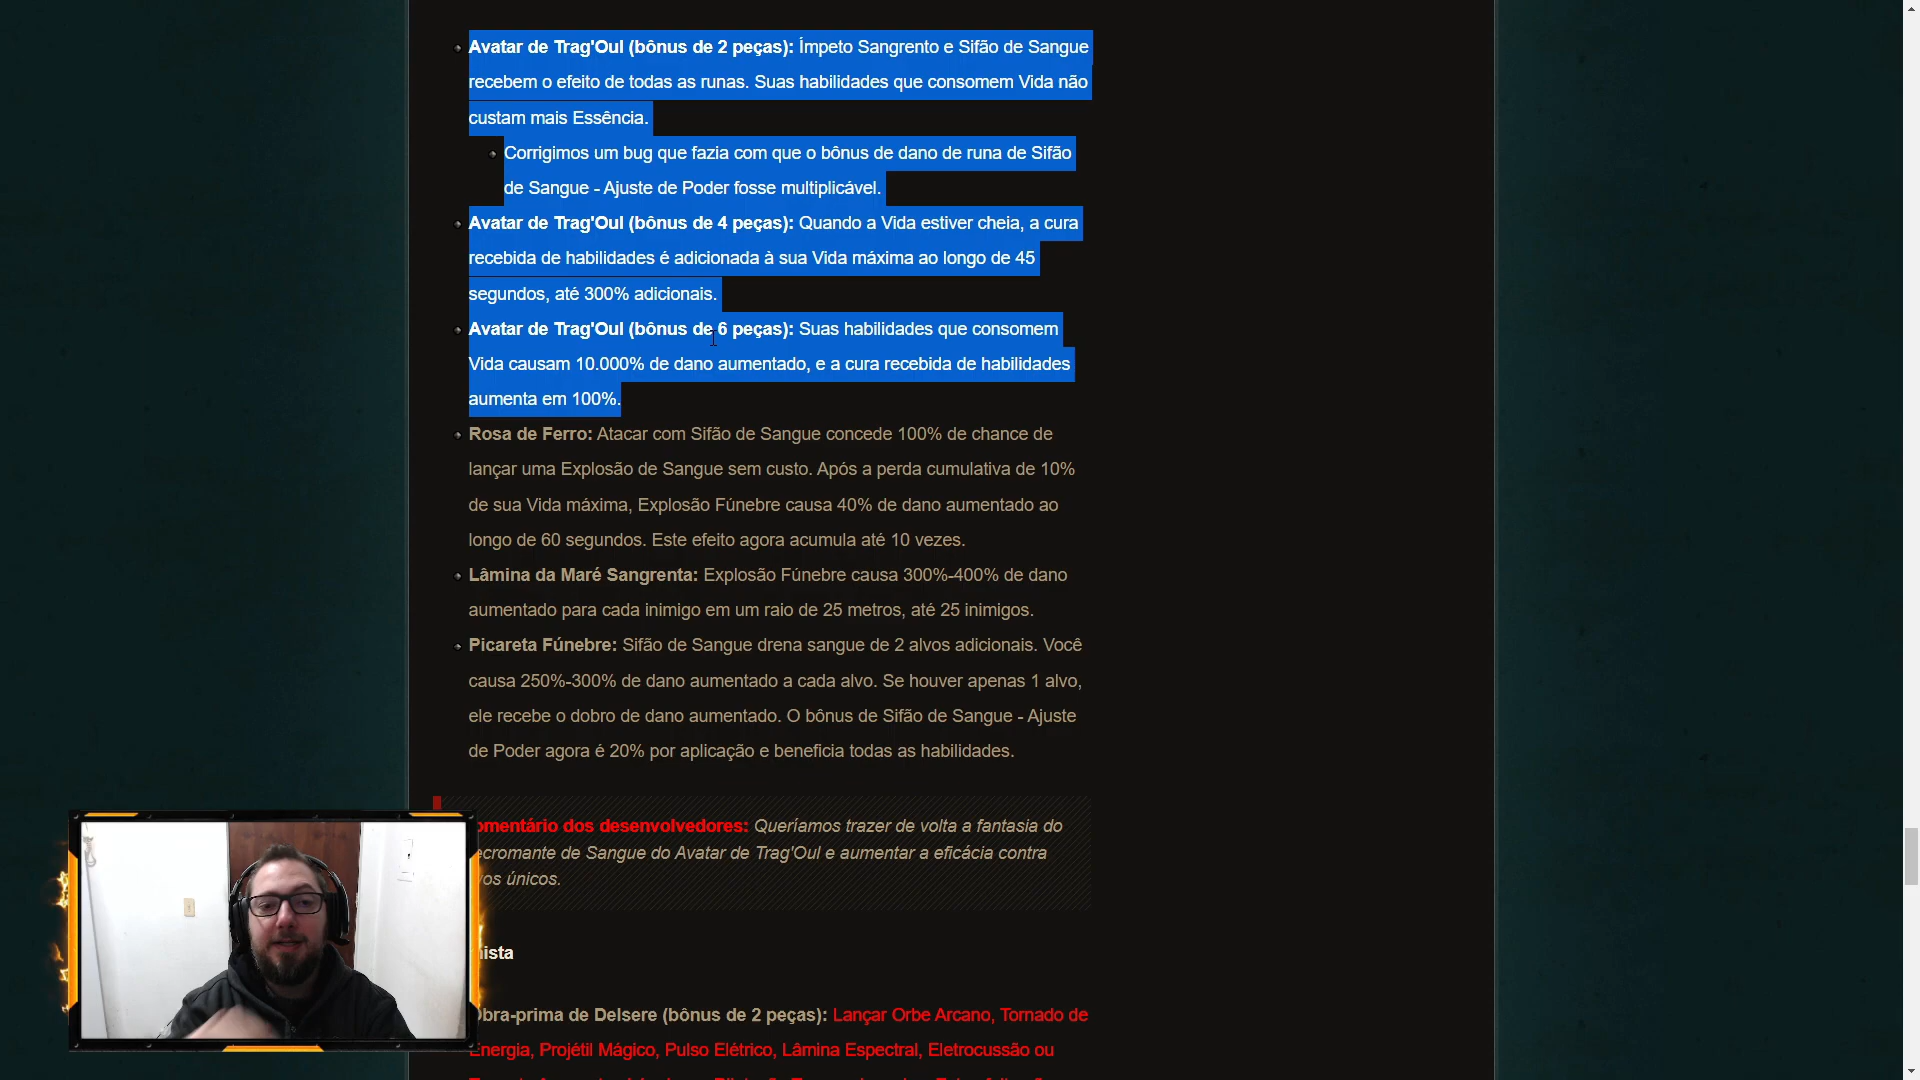 Avatar de Trag'Oul (bônus de 2 peças): Ímpeto Sangrento e Sifão de Sangue
recebem o efeito de todas as runas. Suas habilidades que consomem Vida não
custam mais Essência.
Corrigimos um bug que fazia com que o bônus de dano de runa de Sifão
de Sangue - Ajuste de Poder fosse multiplicável.
Avatar de Trag'Oul (bônus de 4 peças): Quando a Vida estiver cheia, a cura
recebida de habilidades é adicionada à sua Vida máxima ao longo de 45
segundos, até 300% adicionais.
Avatar de Trag'Oul (bônus de 6 peças): Suas habilidades que consomem
Vida causam 10.000% de dano aumentado, e a cura recebida de habilidades
aumenta em 100%.
Rosa de Ferro: Atacar com Sifão de Sangue concede 100% de chance de
lançar uma Explosão de Sangue sem custo. Após a perda cumulativa de 10%
de sua Vida máxima, Explosão Fúnebre causa 40% de dano aumentado ao
longo de 60 segundos. Este efeito agora acumula até 10 vezes.
Lâmina da Maré Sangrenta: Explosão Fúnebre causa 300%-400% de dano
aumentado para cada inimigo em um raio de 25 metros, até 25 inimigos.
Picareta Fúnebre: Sifão de Sangue drena sangue de 2 alvos adicionais. Você
causa 250%-300% de dano aumentado a cada alvo. Se houver apenas 1 alvo,
ele recebe o dobro de dano aumentado. O bônus de Sifão de Sangue - Ajuste
de Poder agora é 20% por aplicação e beneficia todas as habilidades.
omentário dos desenvolvedores: Queríamos trazer de volta a fantasia do
ecromante de Sangue do Avatar de Trag'Oul e aumentar a eficácia contra
vos únicos.
nista
Obra-prima de Delsere (bônus de 2 peças): Lançar Orbe Arcano, Tornado de
Energia, Projétil Mágico, Pulso Elétrico, Lâmina Espectral, Eletrocussão ou